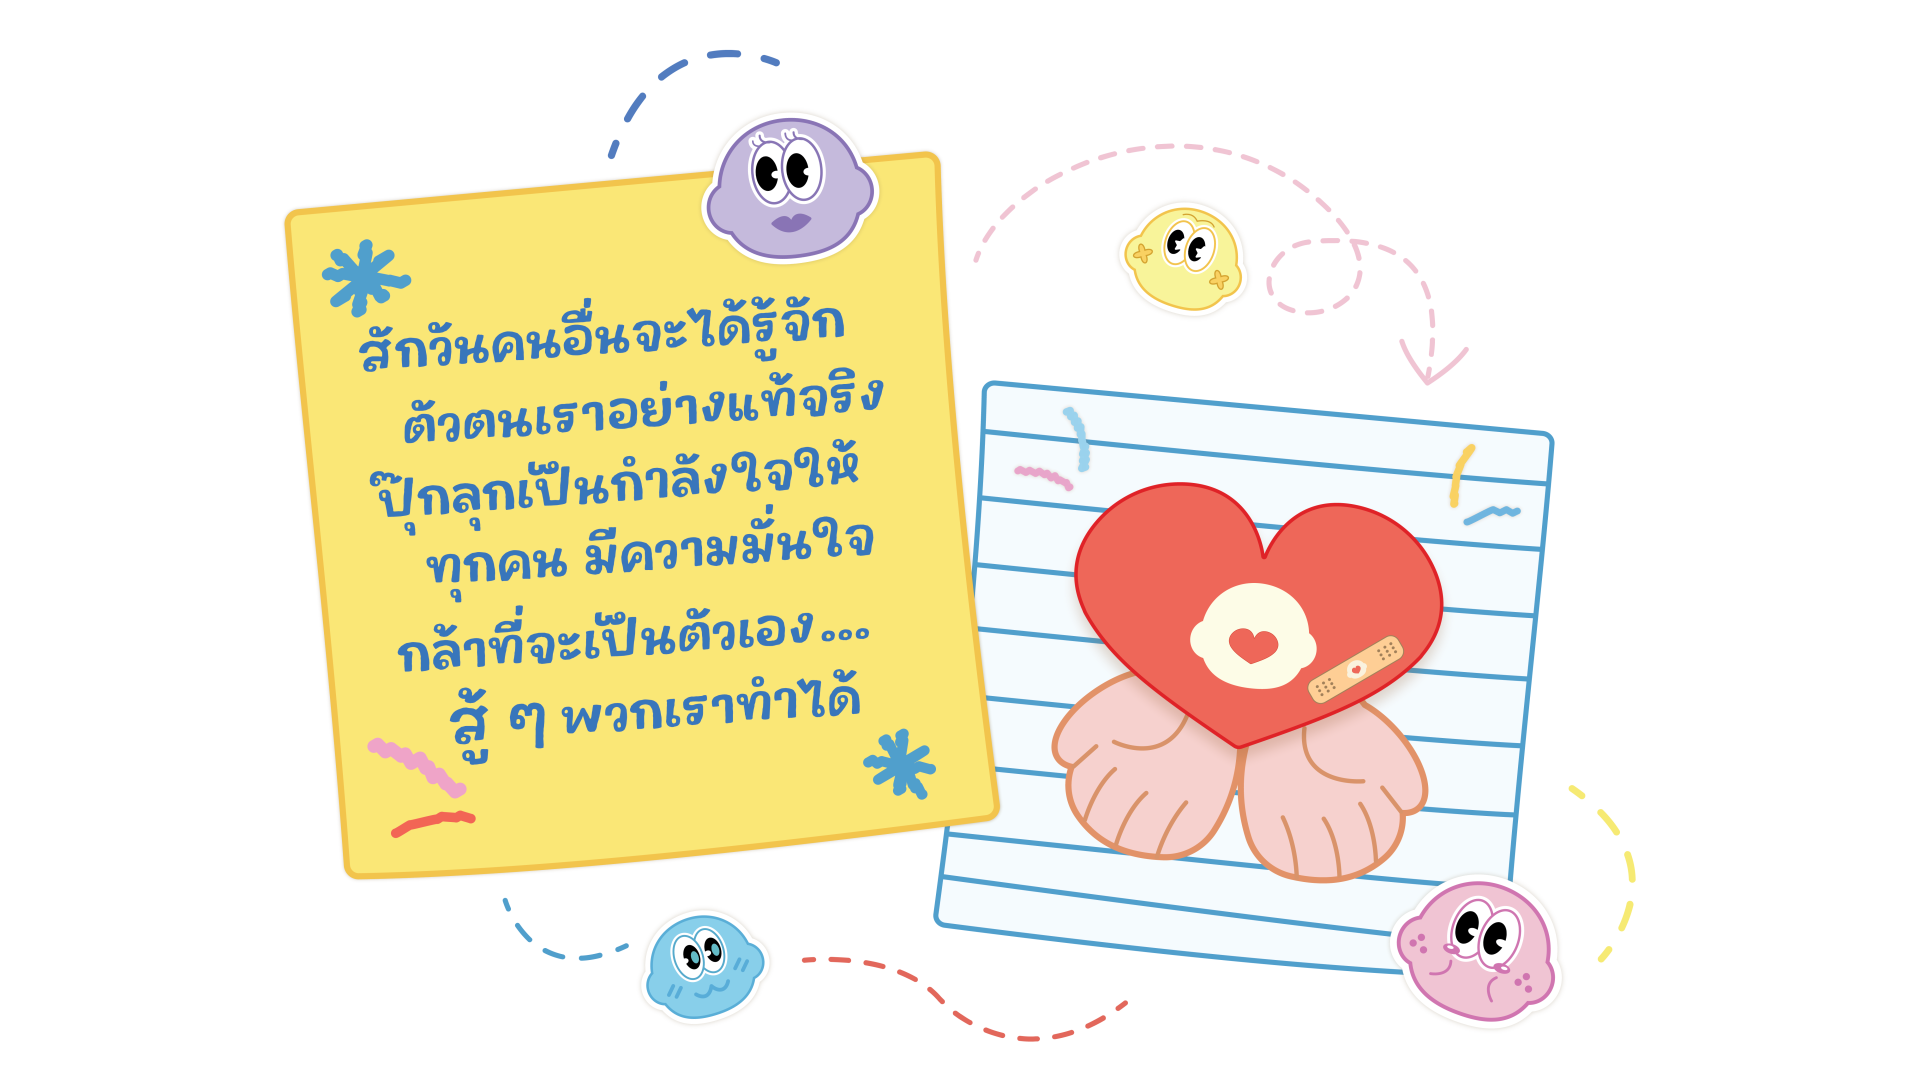 สักวันคนอื่นจะได้รู้จัก
ตัวตนเราอย่างแท้จริง
ปุ๊กลุกเป็นกำลังใจให้
ทุกคน มีความมั่นใจ
กล้าที่จะเป็นตัวเอง...
สู้ ๆ พวกเราทำได้